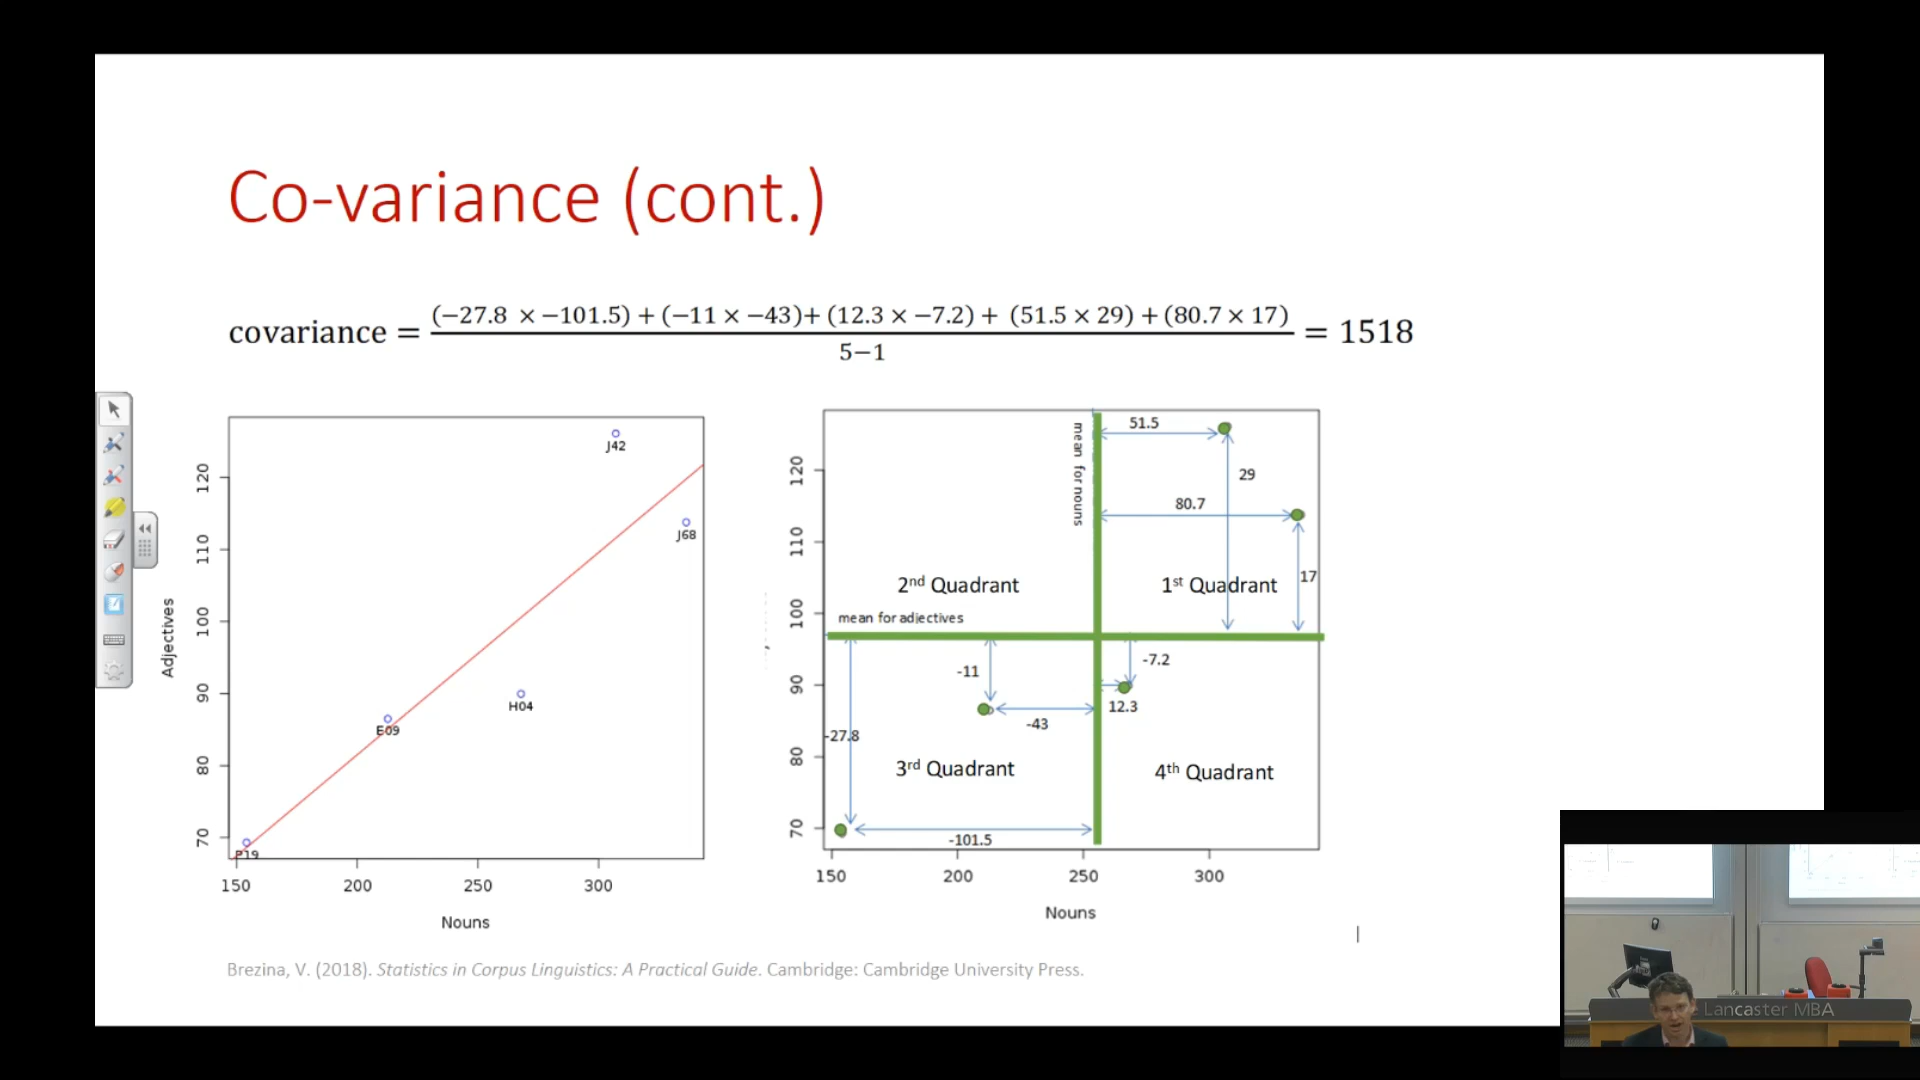 Co-variance (cont.)
covariance = (−27.8 × −101.5) + (−11 × −43)+ (12.3 × −7.2) + (51.5 × 29) + (80.7 × 17) / 5−1 = 1518
Adjectives
120
110
100
90
80
70
J42
J68
H04
E09
P19
150 200 250 300
Nouns
120
110
100
90
80
70
mean for nouns
51.5
29
80.7
17
2nd Quadrant
1st Quadrant
mean for adjectives
-11
-7.2
12.3
-43
-27.8
3rd Quadrant
4th Quadrant
-101.5
150 200 250 300
Nouns
Brezina, V. (2018). Statistics in Corpus Linguistics: A Practical Guide. Cambridge: Cambridge University Press.
Lancaster MBA